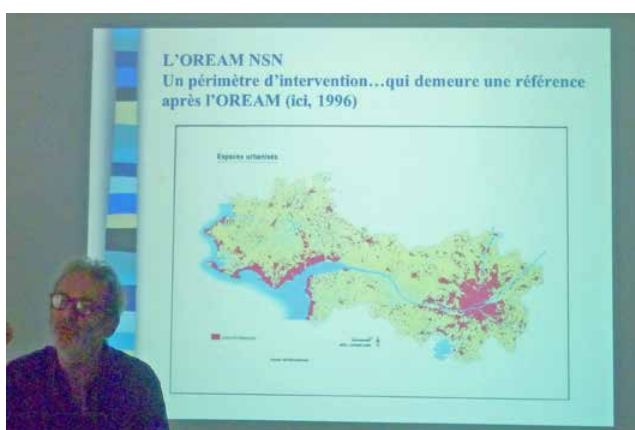 L'OREAM NSN
Un périmètre d'intervention…qui demeure une référence
après l'OREAM (ici, 1996)
Espaces urbanisés